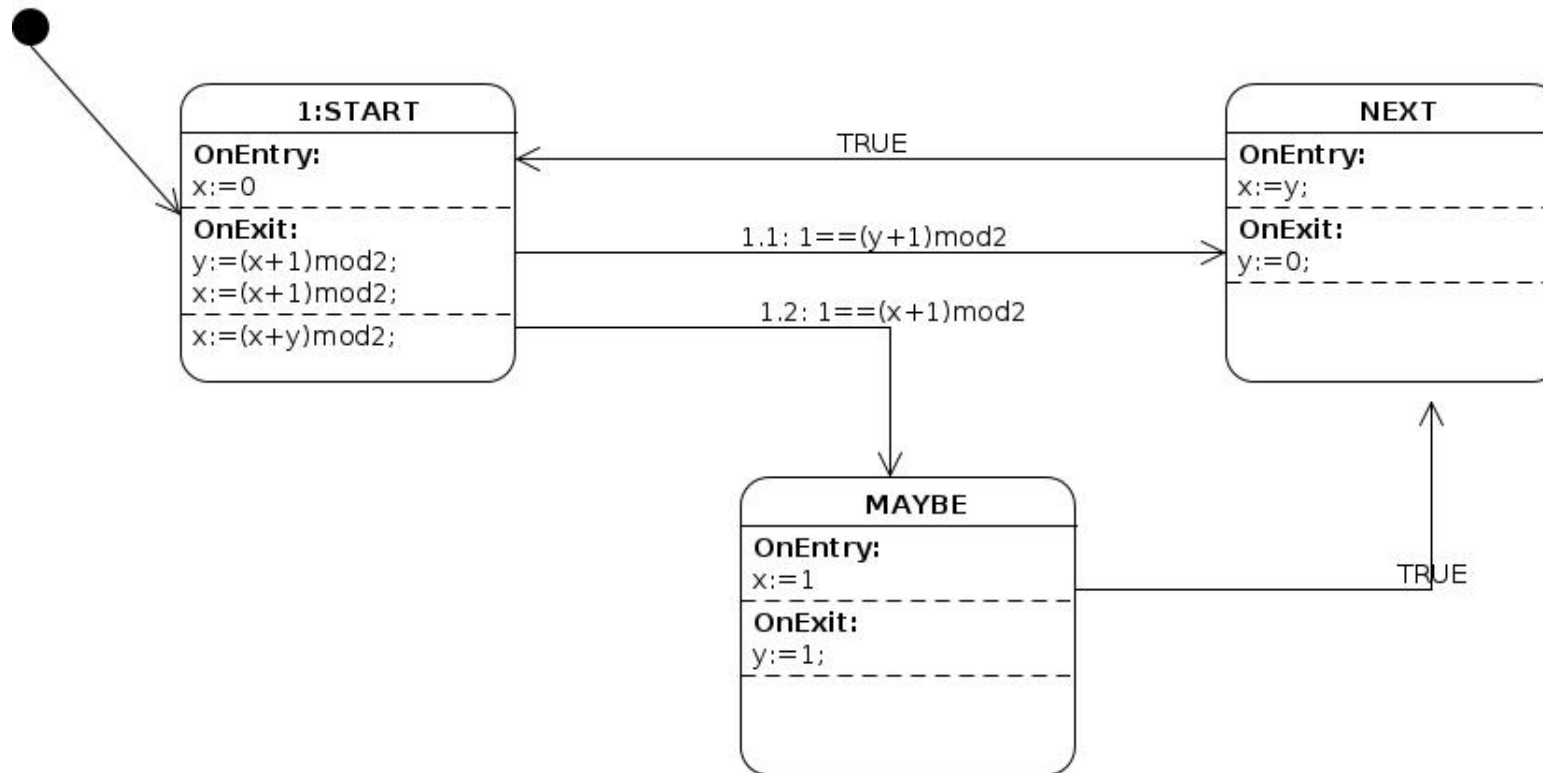 1:START
OnEntry:
x:=0
OnExit:
y:=(x+1)mod2;
x:=(x+1)mod2;
x:=(x+y)mod2;
TRUE
1.1: 1==(y+1)mod2
1.2: 1==(x+1)mod2
NEXT
OnEntry:
x:=y;
OnExit:
y:=0;
MAYBE
OnEntry:
x:=1
OnExit:
y:=1;
TRUE